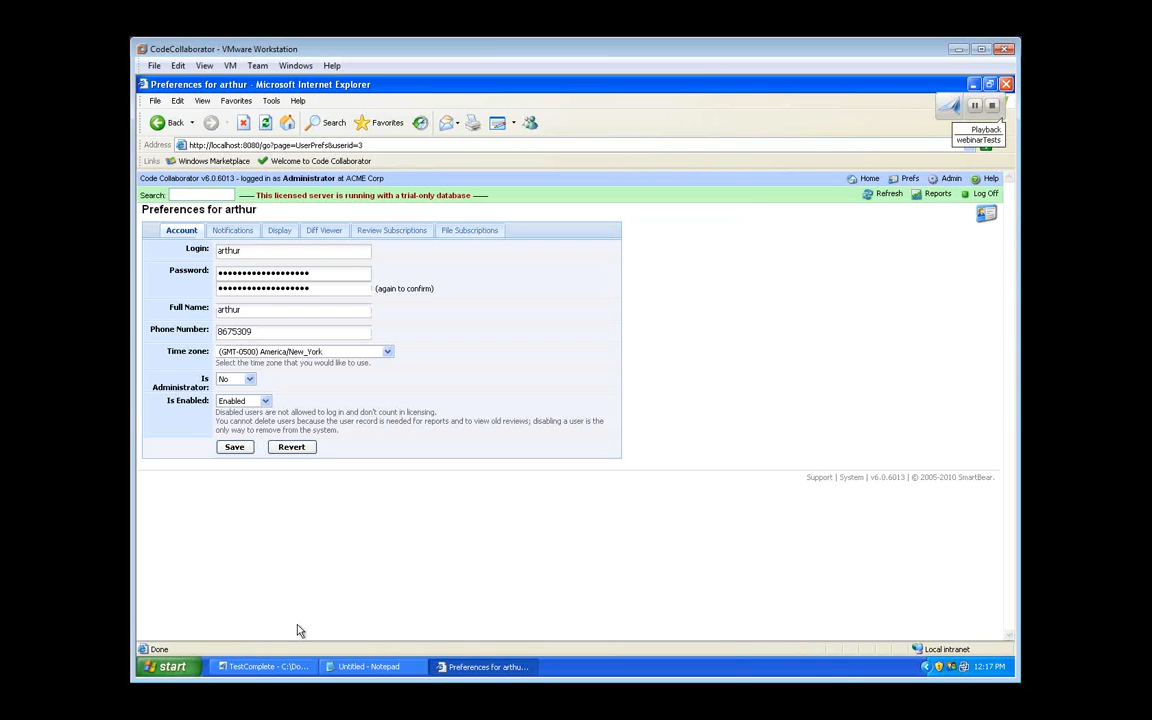 CodeCollaborator - VMware Workstation
File Edit View VM Team Windows Help
Preferences for arthur - Microsoft Internet Explorer
File Edit View Favorites Tools Help
Back Search Favorites
Playback
webinarTests
Address http://localhost:8080/go?page=UserPrefs&userid=3
Links Windows Marketplace Welcome to Code Collaborator
Code Collaborator v6.0.6013 - logged in as Administrator at ACME Corp Home Prefs Admin Help
Search: ---- This licensed server is running with a trial-only database ---- Refresh Reports Log Off
Preferences for arthur
Account Notifications Display Diff Viewer Review Subscriptions File Subscriptions
Login: arthur
Password: •••••••••••••••••••
••••••••••••••••••• (again to confirm)
Full Name: arthur
Phone Number: 8675309
Time zone: (GMT-0500) America/New_York
Select the time zone that you would like to use.
Is Administrator: No
Is Enabled: Enabled
Disabled users are not allowed to log in and don't count in licensing.
You cannot delete users because the user record is needed for reports and to view old reviews; disabling a user is the
only way to remove from the system.
Save Revert
Support | System | v6.0.6013 | © 2005-2010 SmartBear.
Done Local intranet
start TestComplete - C:\Do... Untitled - Notepad Preferences for arthu... 12:17 PM